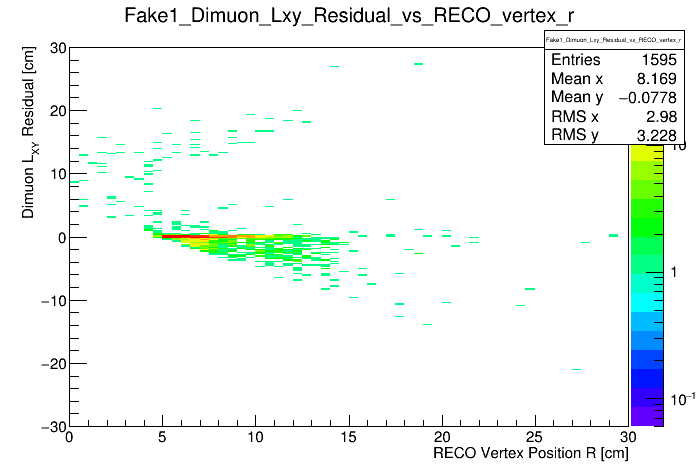 Fake1_Dimuon_Lxy_Residual_vs_RECO_vertex_r
Fake1_Dimuon_Lxy_Residual_vs_RECO_vertex_r
Entries 1595
Mean x 8.169
Mean y −0.0778
RMS x 2.98
RMS y 3.228
Dimuon LXY Residual [cm]
30
20
10
0
−10
−20
−30
0 5 10 15 20 25 30
RECO Vertex Position R [cm]
10
1
10−1